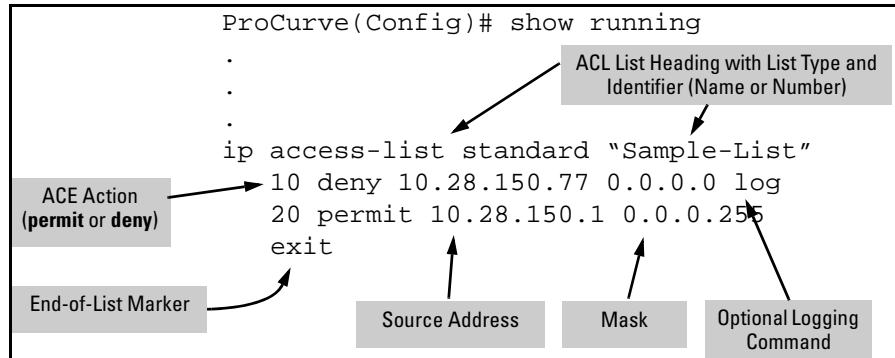 ProCurve(Config)# show running
.
.
.
ACL List Heading with List Type and
Identifier (Name or Number)
ip access-list standard “Sample-List”
10 deny 10.28.150.77 0.0.0.0 log
20 permit 10.28.150.1 0.0.0.255
exit
ACE Action
(permit or deny)
End-of-List Marker
Source Address
Mask
Optional Logging
Command